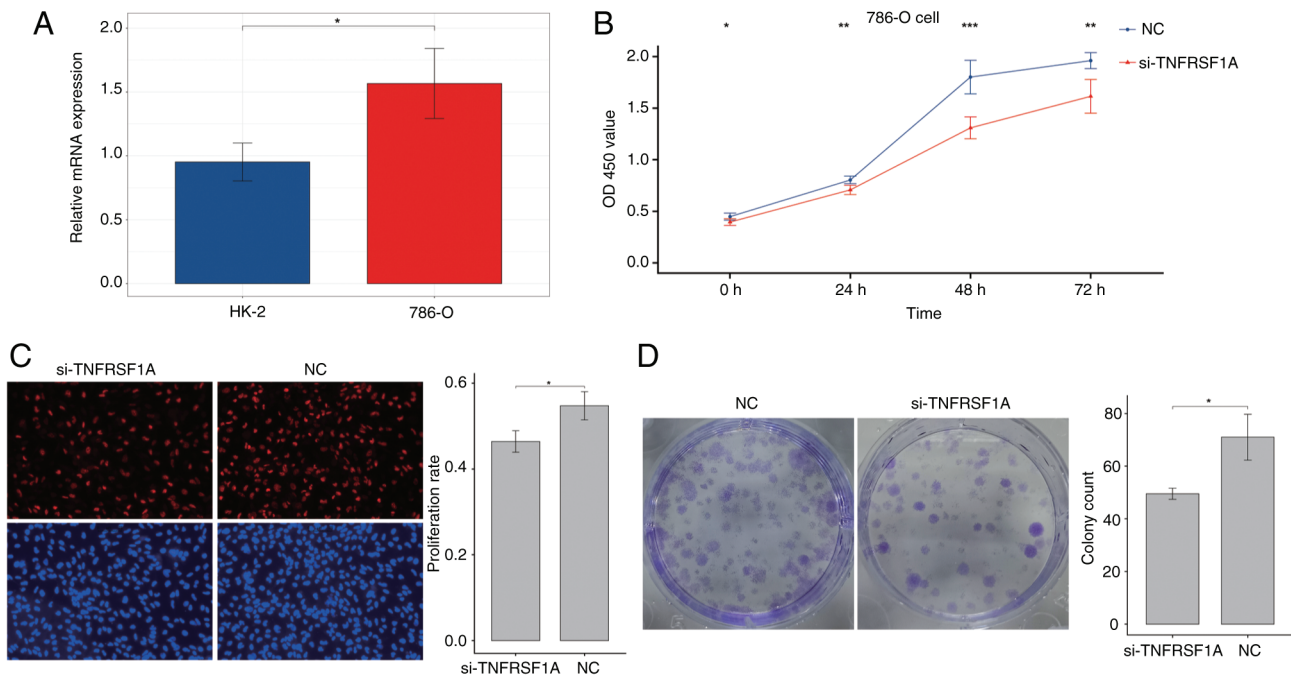 A
2.0
1.5
1.0
0.5
0.0
Relative mRNA expression
*
HK-2
786-O
B
786-O cell
* ** *** **
NC
si-TNFRSF1A
2.0
1.5
1.0
0.5
0.0
OD 450 value
0 h 24 h 48 h 72 h
Time
C
si-TNFRSF1A NC
0.6
0.4
0.2
0.0
Proliferation rate
*
si-TNFRSF1A NC
D
NC si-TNFRSF1A
80
60
40
20
0
Colony count
*
si-TNFRSF1A NC